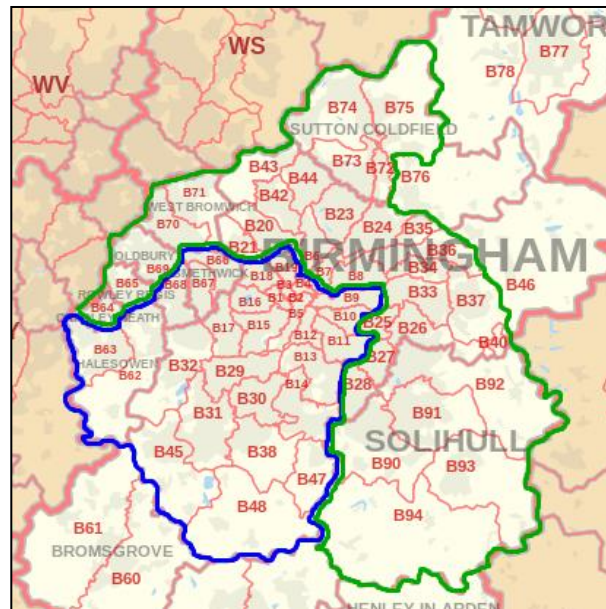 TAMWOR
WS
B77
WV
B78
B74
B75
SUTTON COLDFIELD
B43
B73
B72
B76
B44
B71
B42
WEST BROMWICH
B23
B70
B20
B24
B35
B21
B6
B36
OLDBURY
BIRMINGHAM
B66
B19
B69
SMETHWICK
B18
B7
B8
B34
B46
B65
B68
B67
B3
B4
B33
B37
ROWLEY REGIS
B1
B2
B9
B64
B16
B5
B10
B25
B26
B17
B15
B12
B11
B40
B63
B13
B27
HALESOWEN
B32
B29
B62
B14
B28
B92
B31
B30
B91
SOLIHULL
B45
B38
B90
B93
B47
B48
B94
B61
BROMSGROVE
B60
HENLEY IN ARDEN